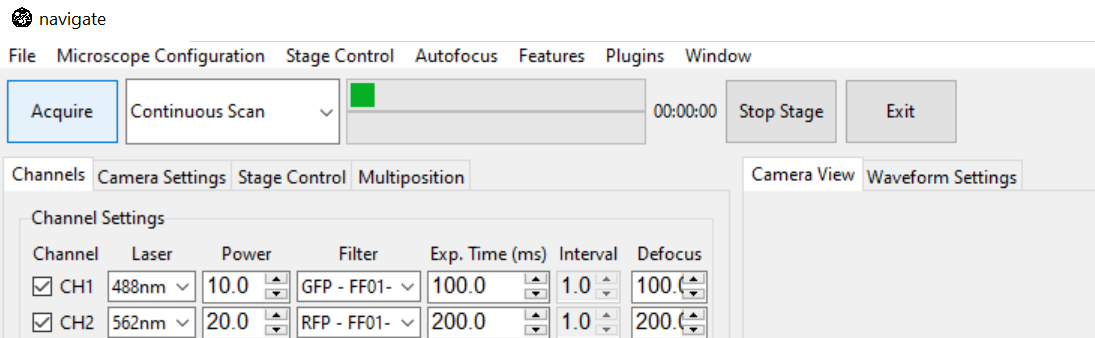 navigate
File Microscope Configuration Stage Control Autofocus Features Plugins Window
Acquire Continuous Scan 00:00:00 Stop Stage Exit
Channels Camera Settings Stage Control Multiposition Camera View Waveform Settings
Channel Settings
Channel Laser Power Filter Exp. Time (ms) Interval Defocus
CH1 488nm 10.0 GFP - FF01- 100.0 1.0 100.
CH2 562nm 20.0 RFP - FF01- 200.0 1.0 200.